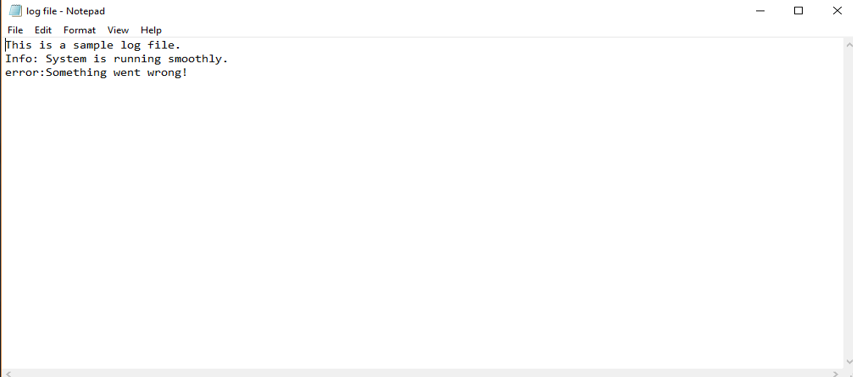 log file - Notepad
File Edit Format View Help
This is a sample log file.
Info: System is running smoothly.
error:Something went wrong!